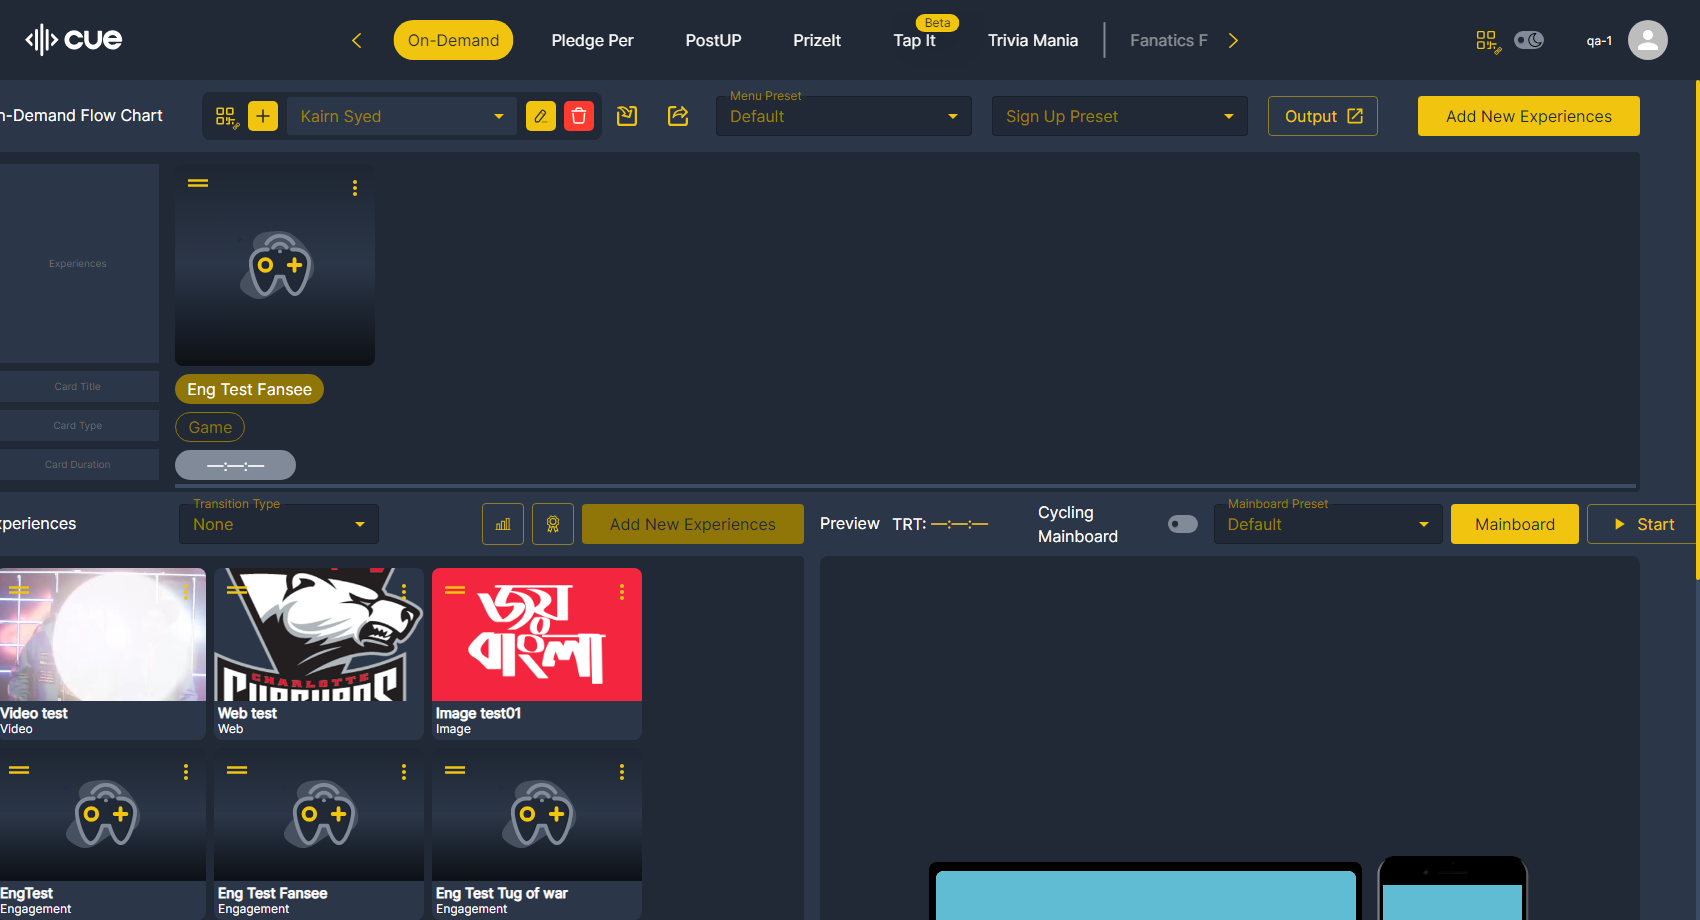 cue
On-Demand
Pledge Per
PostUP
PrizeIt
Beta
Tap It
Trivia Mania
Fanatics F
qa-1
n-Demand Flow Chart
Kairn Syed
Menu Preset
Default
Sign Up Preset
Output
Add New Experiences
Experiences
Card Title
Card Type
Card Duration
Eng Test Fansee
Game
—:—:—
xperiences
Transition Type
None
Add New Experiences
Preview
TRT: —:—:—
Cycling
Mainboard
Mainboard Preset
Default
Mainboard
Start
জয়
বাংলা
CHARLOTTE
Video test
Video
Web test
Web
Image test01
Image
EngTest
Engagement
Eng Test Fansee
Engagement
Eng Test Tug of war
Engagement